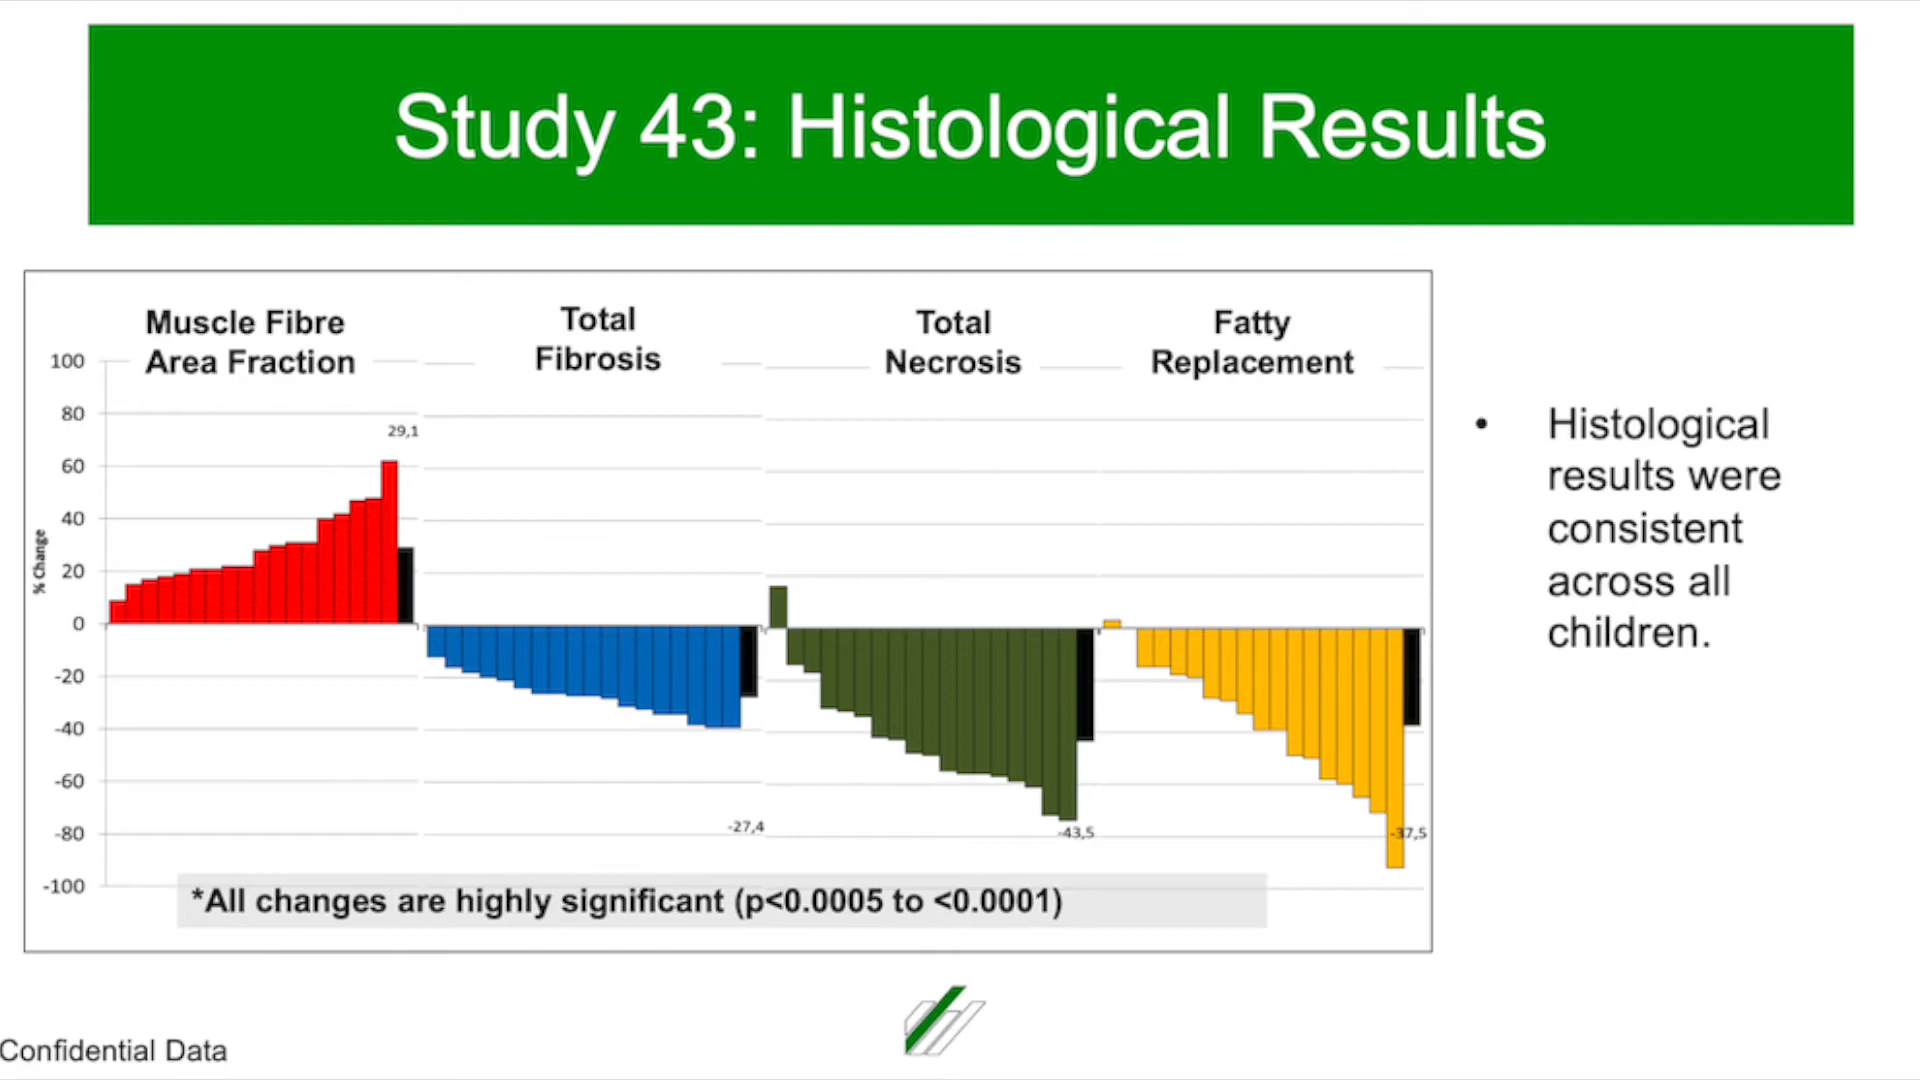 Study 43: Histological Results
Muscle Fibre
Area Fraction
Total
Fibrosis
Total
Necrosis
Fatty
Replacement
100
80
60
40
20
0
-20
-40
-60
-80
-100
% Change
29,1
-27,4
-43,5
-37,5
*All changes are highly significant (p<0.0005 to <0.0001)
• Histological
results were
consistent
across all
children.
Confidential Data